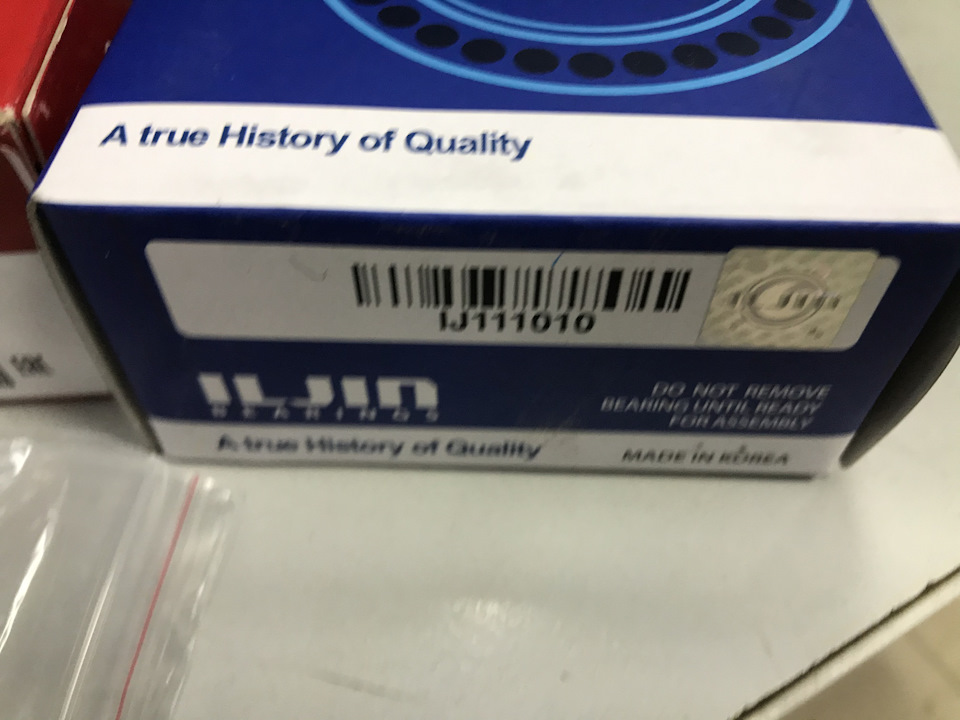 A true History of Quality
IJ111010
ILJIN
ILJIN
BEARINGS
DO NOT REMOVE
BEARING UNTIL READY
FOR ASSEMBLY
A true History of Quality
MADE IN KOREA